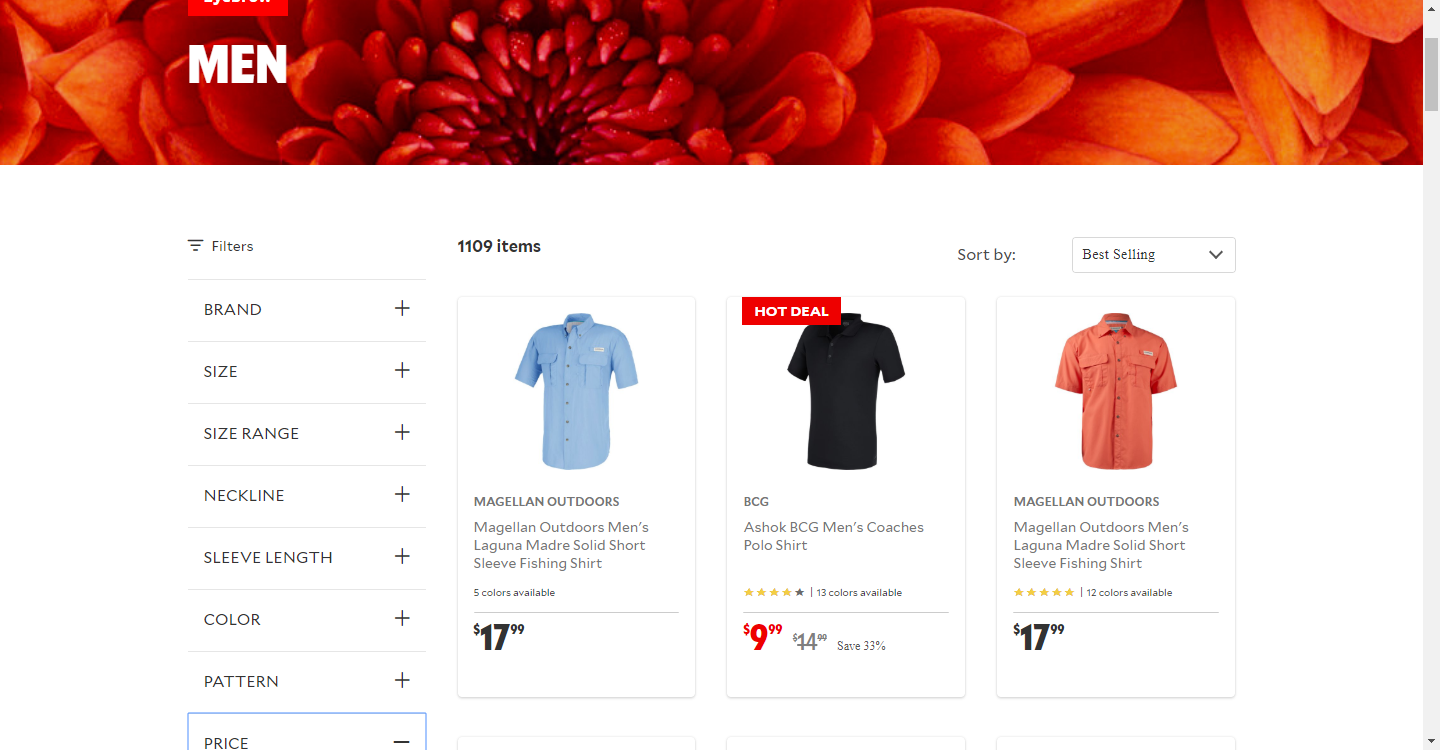 Eyebrow
MEN
Filters
BRAND
SIZE
SIZE RANGE
NECKLINE
SLEEVE LENGTH
COLOR
PATTERN
PRICE
1109 items
Sort by:
Best Selling
MAGELLAN OUTDOORS
Magellan Outdoors Men's
Laguna Madre Solid Short
Sleeve Fishing Shirt
5 colors available
$17.99
HOT DEAL
BCG
Ashok BCG Men's Coaches
Polo Shirt
| 13 colors available
$9.99 $14.99 Save 33%
MAGELLAN OUTDOORS
Magellan Outdoors Men's
Laguna Madre Solid Short
Sleeve Fishing Shirt
| 12 colors available
$17.99